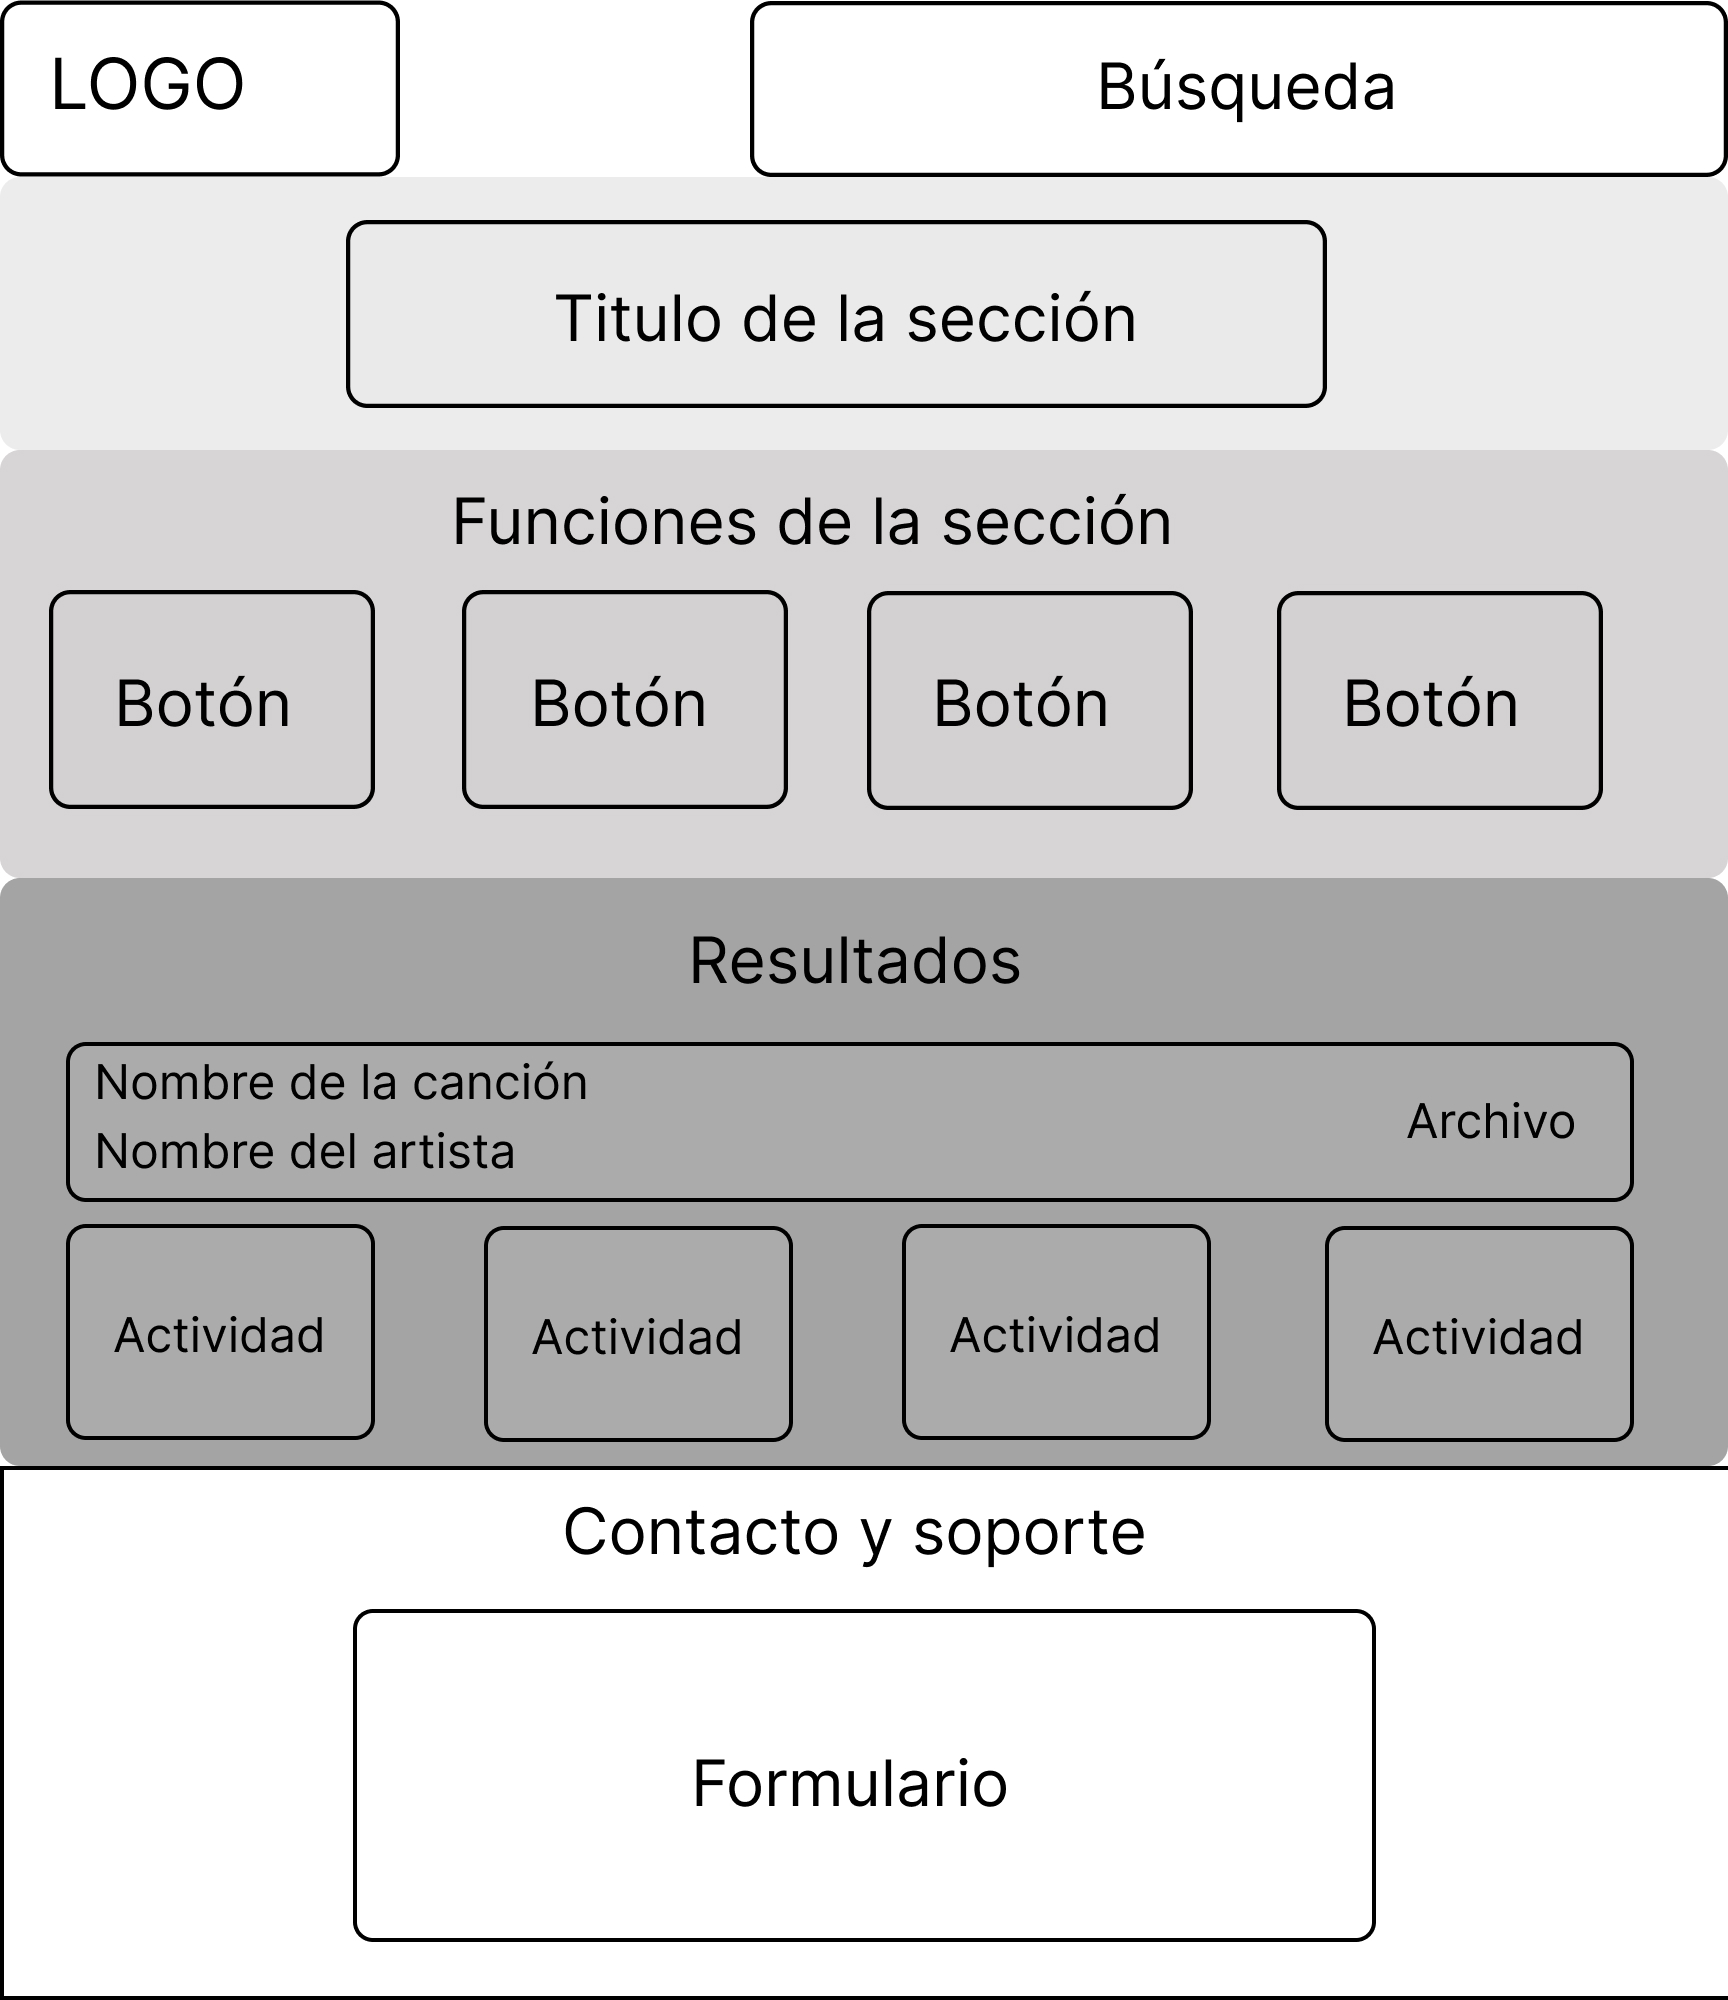 LOGO
Búsqueda
Titulo de la sección
Funciones de la sección
Botón
Botón
Botón
Botón
Resultados
Nombre de la canción
Nombre del artista
Archivo
Actividad
Actividad
Actividad
Actividad
Contacto y soporte
Formulario